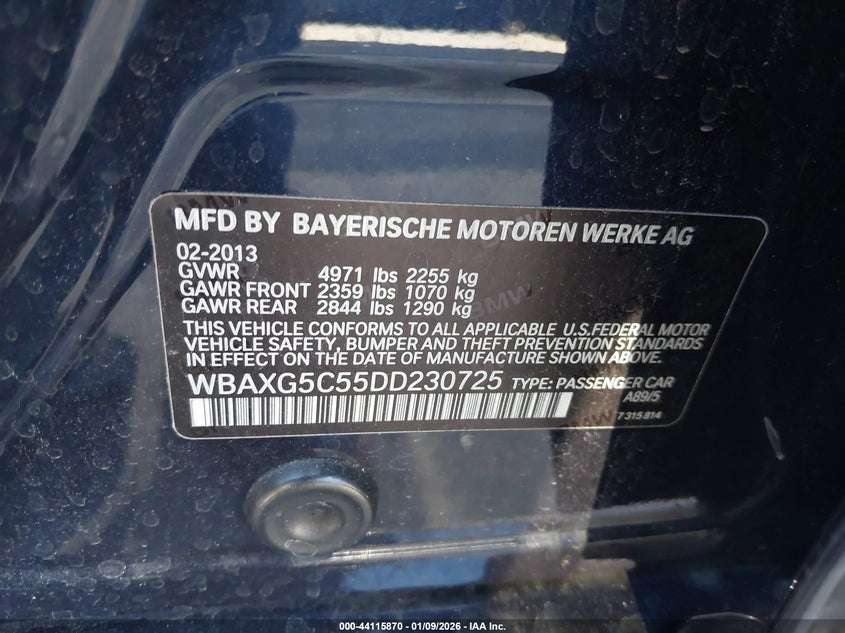 MFD BY BAYERISCHE MOTOREN WERKE AG
02-2013
GVWR 4971 lbs 2255 kg
GAWR FRONT 2359 lbs 1070 kg
GAWR REAR 2844 lbs 1290 kg
THIS VEHICLE CONFORMS TO ALL APPLICABLE U.S.FEDERAL MOTOR
VEHICLE SAFETY, BUMPER AND THEFT PREVENTION STANDARDS
IN EFFECT ON THE DATE OF MANUFACTURE SHOWN ABOVE.
WBAXG5C55DD230725 TYPE: PASSENGER CAR
A89/5
7 315 814
000-44115870 - 01/09/2026 - IAA Inc.